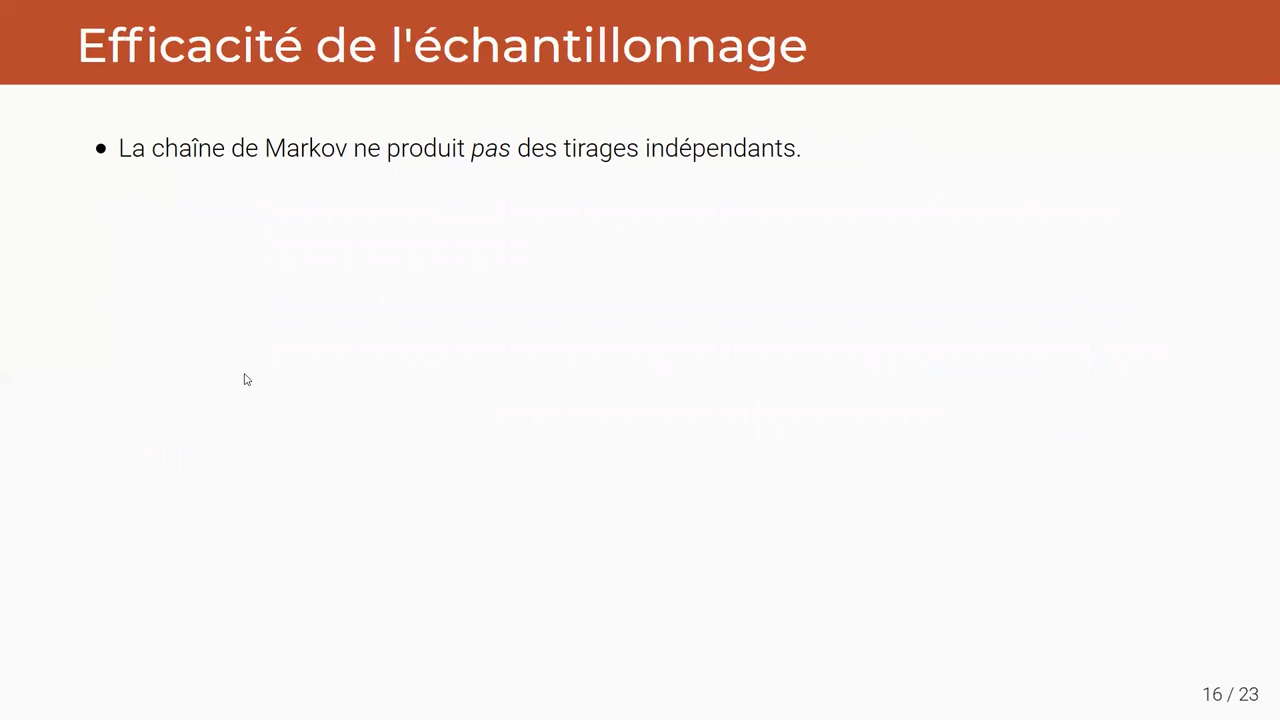 Efficacité de l'échantillonnage
● La chaîne de Markov ne produit pas des tirages indépendants.
16 / 23